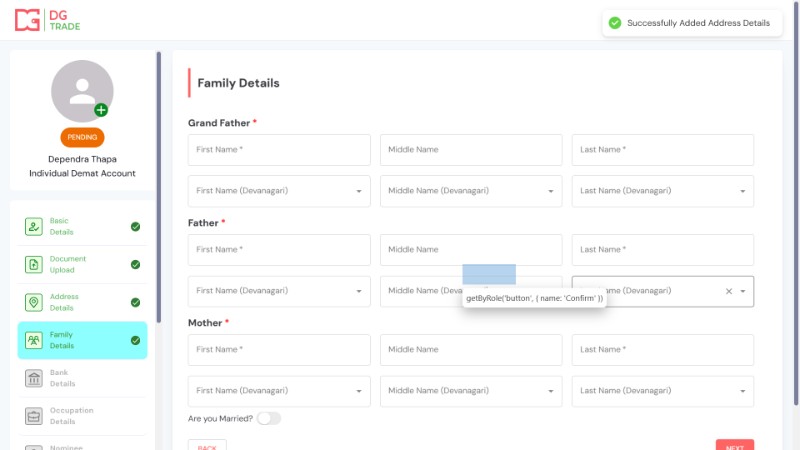 DG
TRADE
Successfully Added Address Details
PENDING
Dependra Thapa
Individual Demat Account
Basic
Details
Document
Upload
Address
Details
Family
Details
Bank
Details
Occupation
Details
Nominee
Family Details
Grand Father *
First Name *
Middle Name
Last Name *
First Name (Devanagari)
Middle Name (Devanagari)
Last Name (Devanagari)
Father *
First Name *
Middle Name
Last Name *
First Name (Devanagari)
Middle Name (Deva
Name (Devanagari)
getByRole('button', { name: 'Confirm' })
Mother *
First Name *
Middle Name
Last Name *
First Name (Devanagari)
Middle Name (Devanagari)
Last Name (Devanagari)
Are you Married?
BACK
NEXT